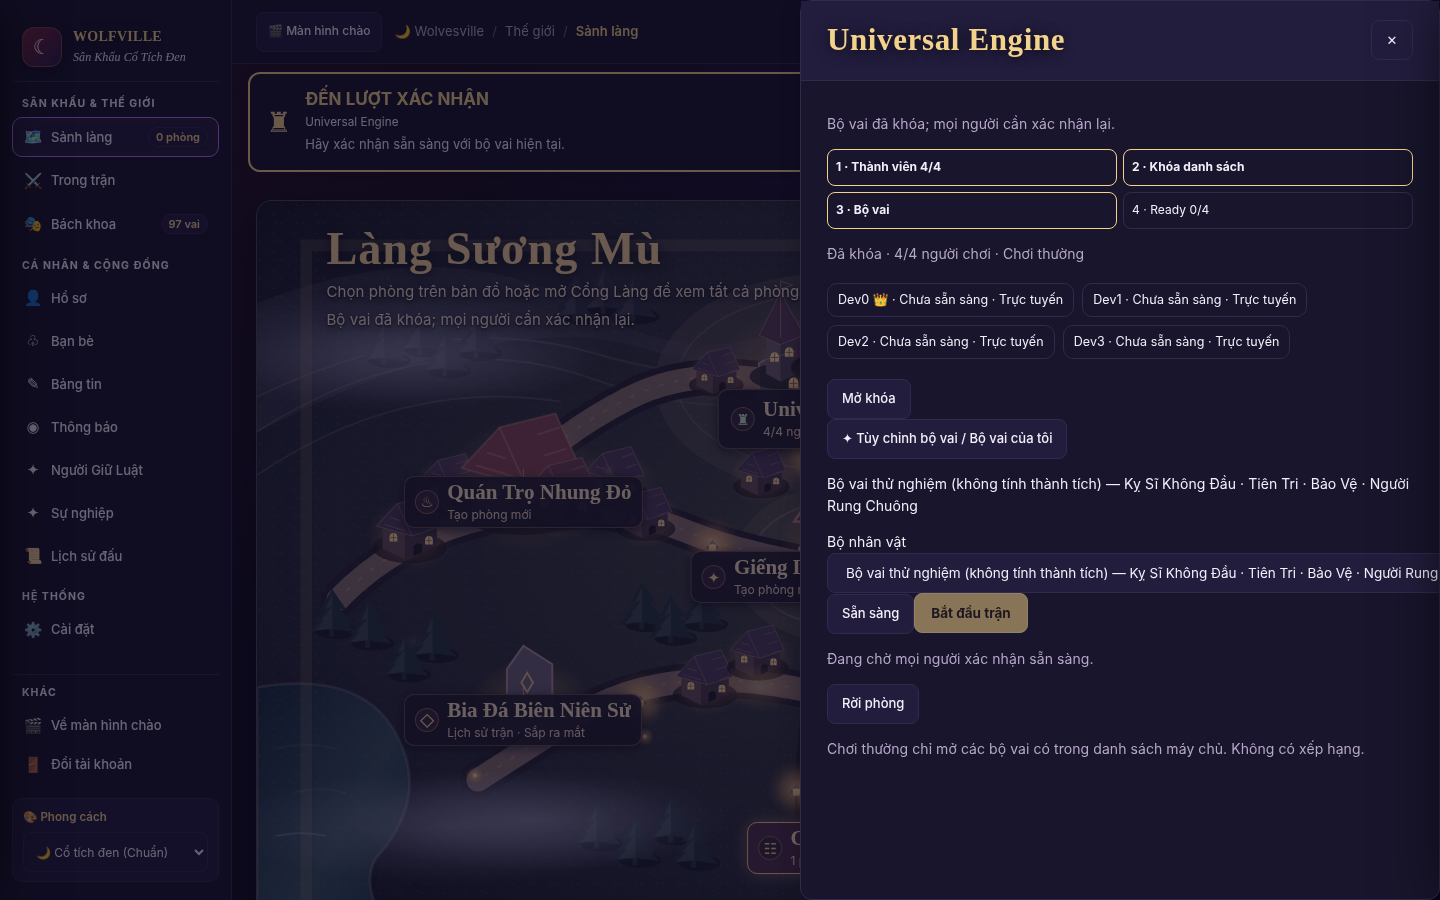 WOLFVILLE
Sân Khấu Cổ Tích Đen
SÂN KHẤU & THẾ GIỚI
Sảnh làng
0 phòng
Trong trận
Bách khoa
97 vai
CÁ NHÂN & CỘNG ĐỒNG
Hồ sơ
Bạn bè
Bảng tin
Thông báo
Người Giữ Luật
Sự nghiệp
Lịch sử đấu
HỆ THỐNG
Cài đặt
KHÁC
Về màn hình chào
Đổi tài khoản
Phong cách
Cổ tích đen (Chuẩn)
Màn hình chào
Wolvesville / Thế giới / Sảnh làng
ĐẾN LƯỢT XÁC NHẬN
Universal Engine
Hãy xác nhận sẵn sàng với bộ vai hiện tại.
Làng Sương Mù
Chọn phòng trên bản đồ hoặc mở Cổng Làng để xem tất cả phòng
Bộ vai đã khóa; mọi người cần xác nhận lại.
Quán Trọ Nhung Đỏ
Tạo phòng mới
Giếng
Tạo phòng
Bia Đá Biên Niên Sử
Lịch sử trận · Sắp ra mắt
Universal Engine
×
Bộ vai đã khóa; mọi người cần xác nhận lại.
1 · Thành viên 4/4
2 · Khóa danh sách
3 · Bộ vai
4 · Ready 0/4
Đã khóa · 4/4 người chơi · Chơi thường
Dev0 👑 · Chưa sẵn sàng · Trực tuyến
Dev1 · Chưa sẵn sàng · Trực tuyến
Dev2 · Chưa sẵn sàng · Trực tuyến
Dev3 · Chưa sẵn sàng · Trực tuyến
Mở khóa
✦ Tùy chỉnh bộ vai / Bộ vai của tôi
Bộ vai thử nghiệm (không tính thành tích) — Kỵ Sĩ Không Đầu · Tiên Tri · Bảo Vệ · Người
Rung Chuông
Bộ nhân vật
Bộ vai thử nghiệm (không tính thành tích) — Kỵ Sĩ Không Đầu · Tiên Tri · Bảo Vệ · Người Rung
Sẵn sàng
Bắt đầu trận
Đang chờ mọi người xác nhận sẵn sàng.
Rời phòng
Chơi thường chỉ mở các bộ vai có trong danh sách máy chủ. Không có xếp hạng.